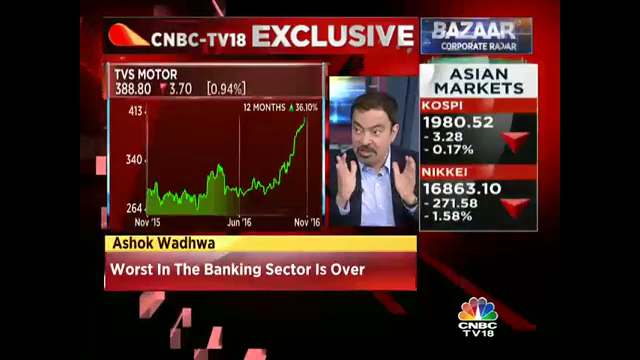 CNBC-TV18 EXCLUSIVE
BAZAAR
CORPORATE RADAR
TVS MOTOR
388.80 3.70 [0.94%]
12 MONTHS 36.10%
413
340
264
Nov '15 Jun '16 Nov '16
ASIAN
MARKETS
KOSPI
1980.52
- 3.28
- 0.17%
NIKKEI
16863.10
- 271.58
- 1.58%
Ashok Wadhwa
Worst In The Banking Sector Is Over
CNBC
TV18